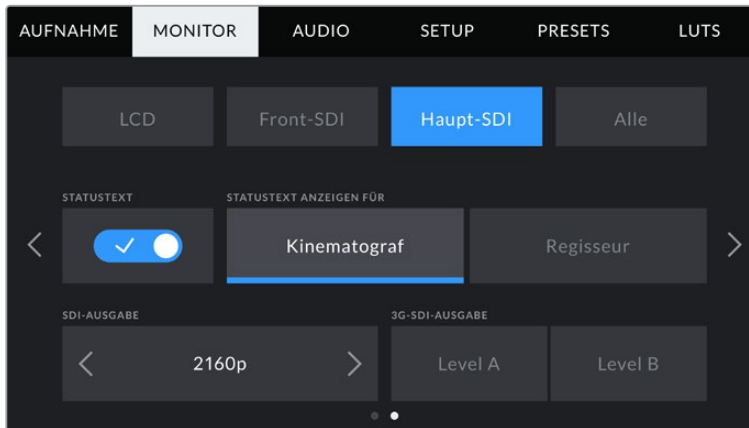 AUFNAHME MONITOR AUDIO SETUP PRESETS LUTS
LCD Front-SDI Haupt-SDI Alle
STATUSTEXT STATUSTEXT ANZEIGEN FÜR
Kinematograf Regisseur
SDI-AUSGABE 3G-SDI-AUSGABE
2160p Level A Level B